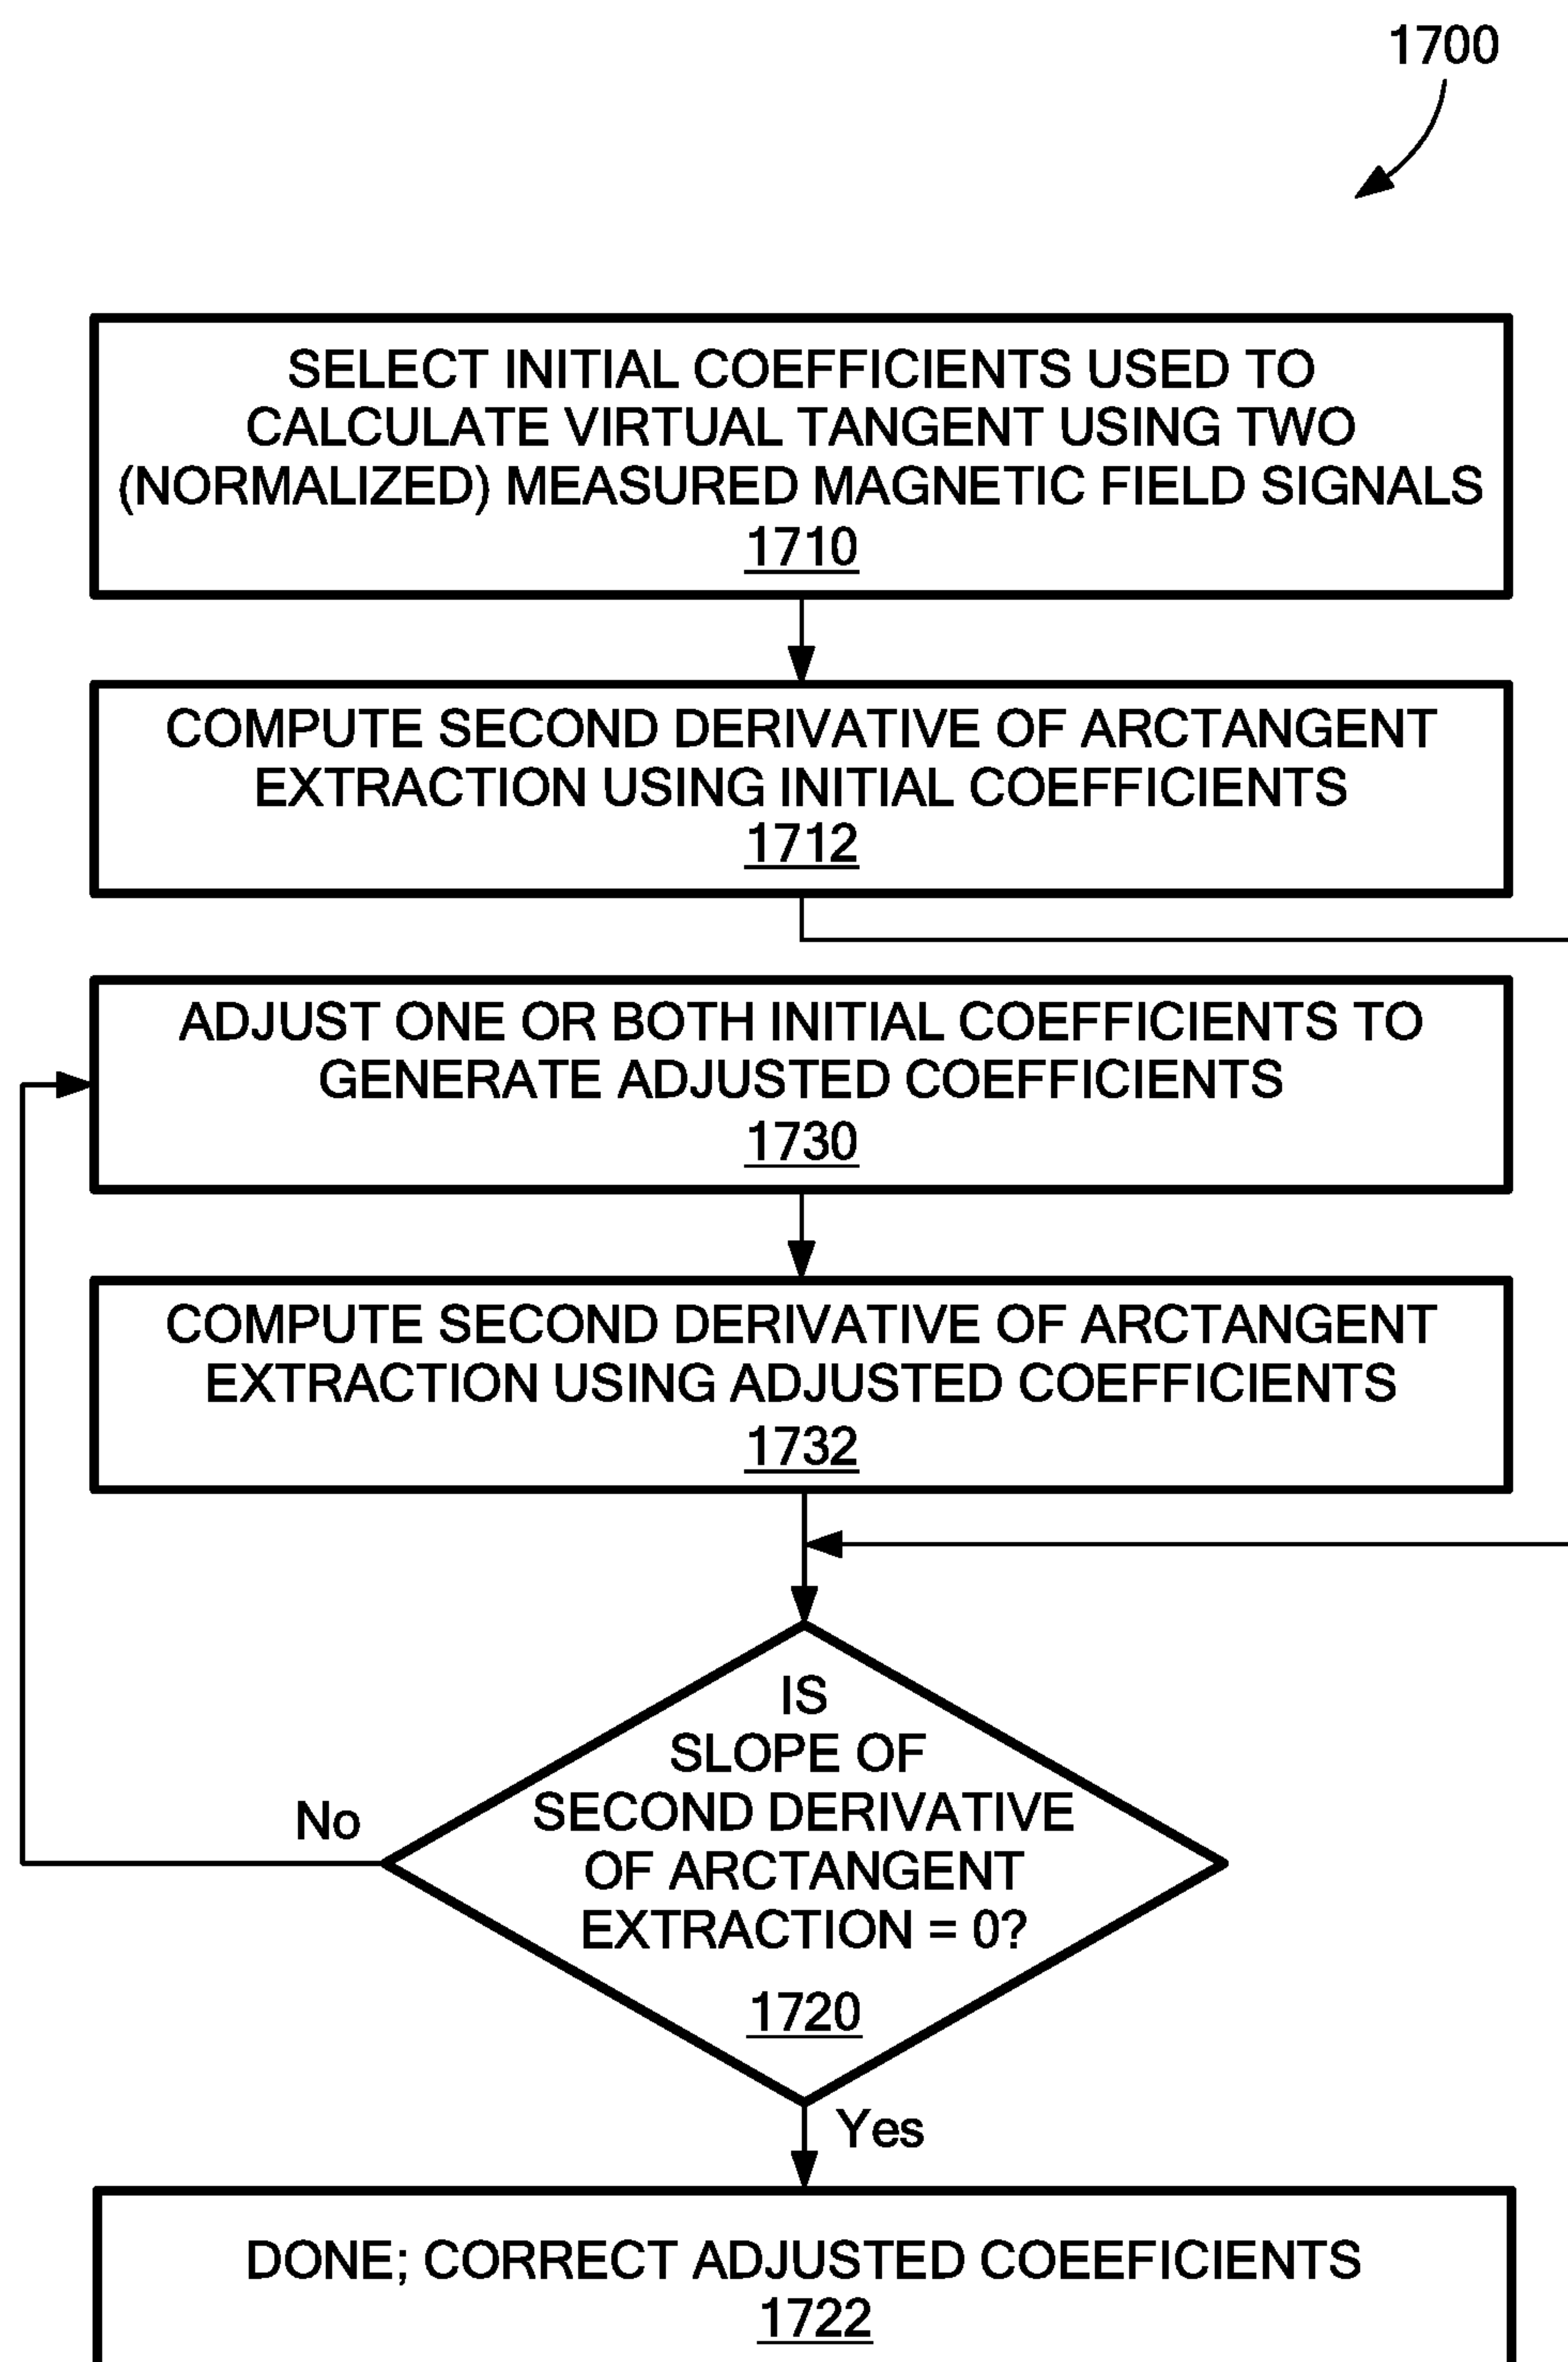 1700
SELECT INITIAL COEFFICIENTS USED TO
CALCULATE VIRTUAL TANGENT USING TWO
(NORMALIZED) MEASURED MAGNETIC FIELD SIGNALS
1710
COMPUTE SECOND DERIVATIVE OF ARCTANGENT
EXTRACTION USING INITIAL COEFFICIENTS
1712
ADJUST ONE OR BOTH INITIAL COEFFICIENTS TO
GENERATE ADJUSTED COEFFICIENTS
1730
COMPUTE SECOND DERIVATIVE OF ARCTANGENT
EXTRACTION USING ADJUSTED COEFFICIENTS
1732
IS
SLOPE OF
SECOND DERIVATIVE
OF ARCTANGENT
EXTRACTION = 0?
1720
No
Yes
DONE; CORRECT ADJUSTED COEEFICIENTS
1722